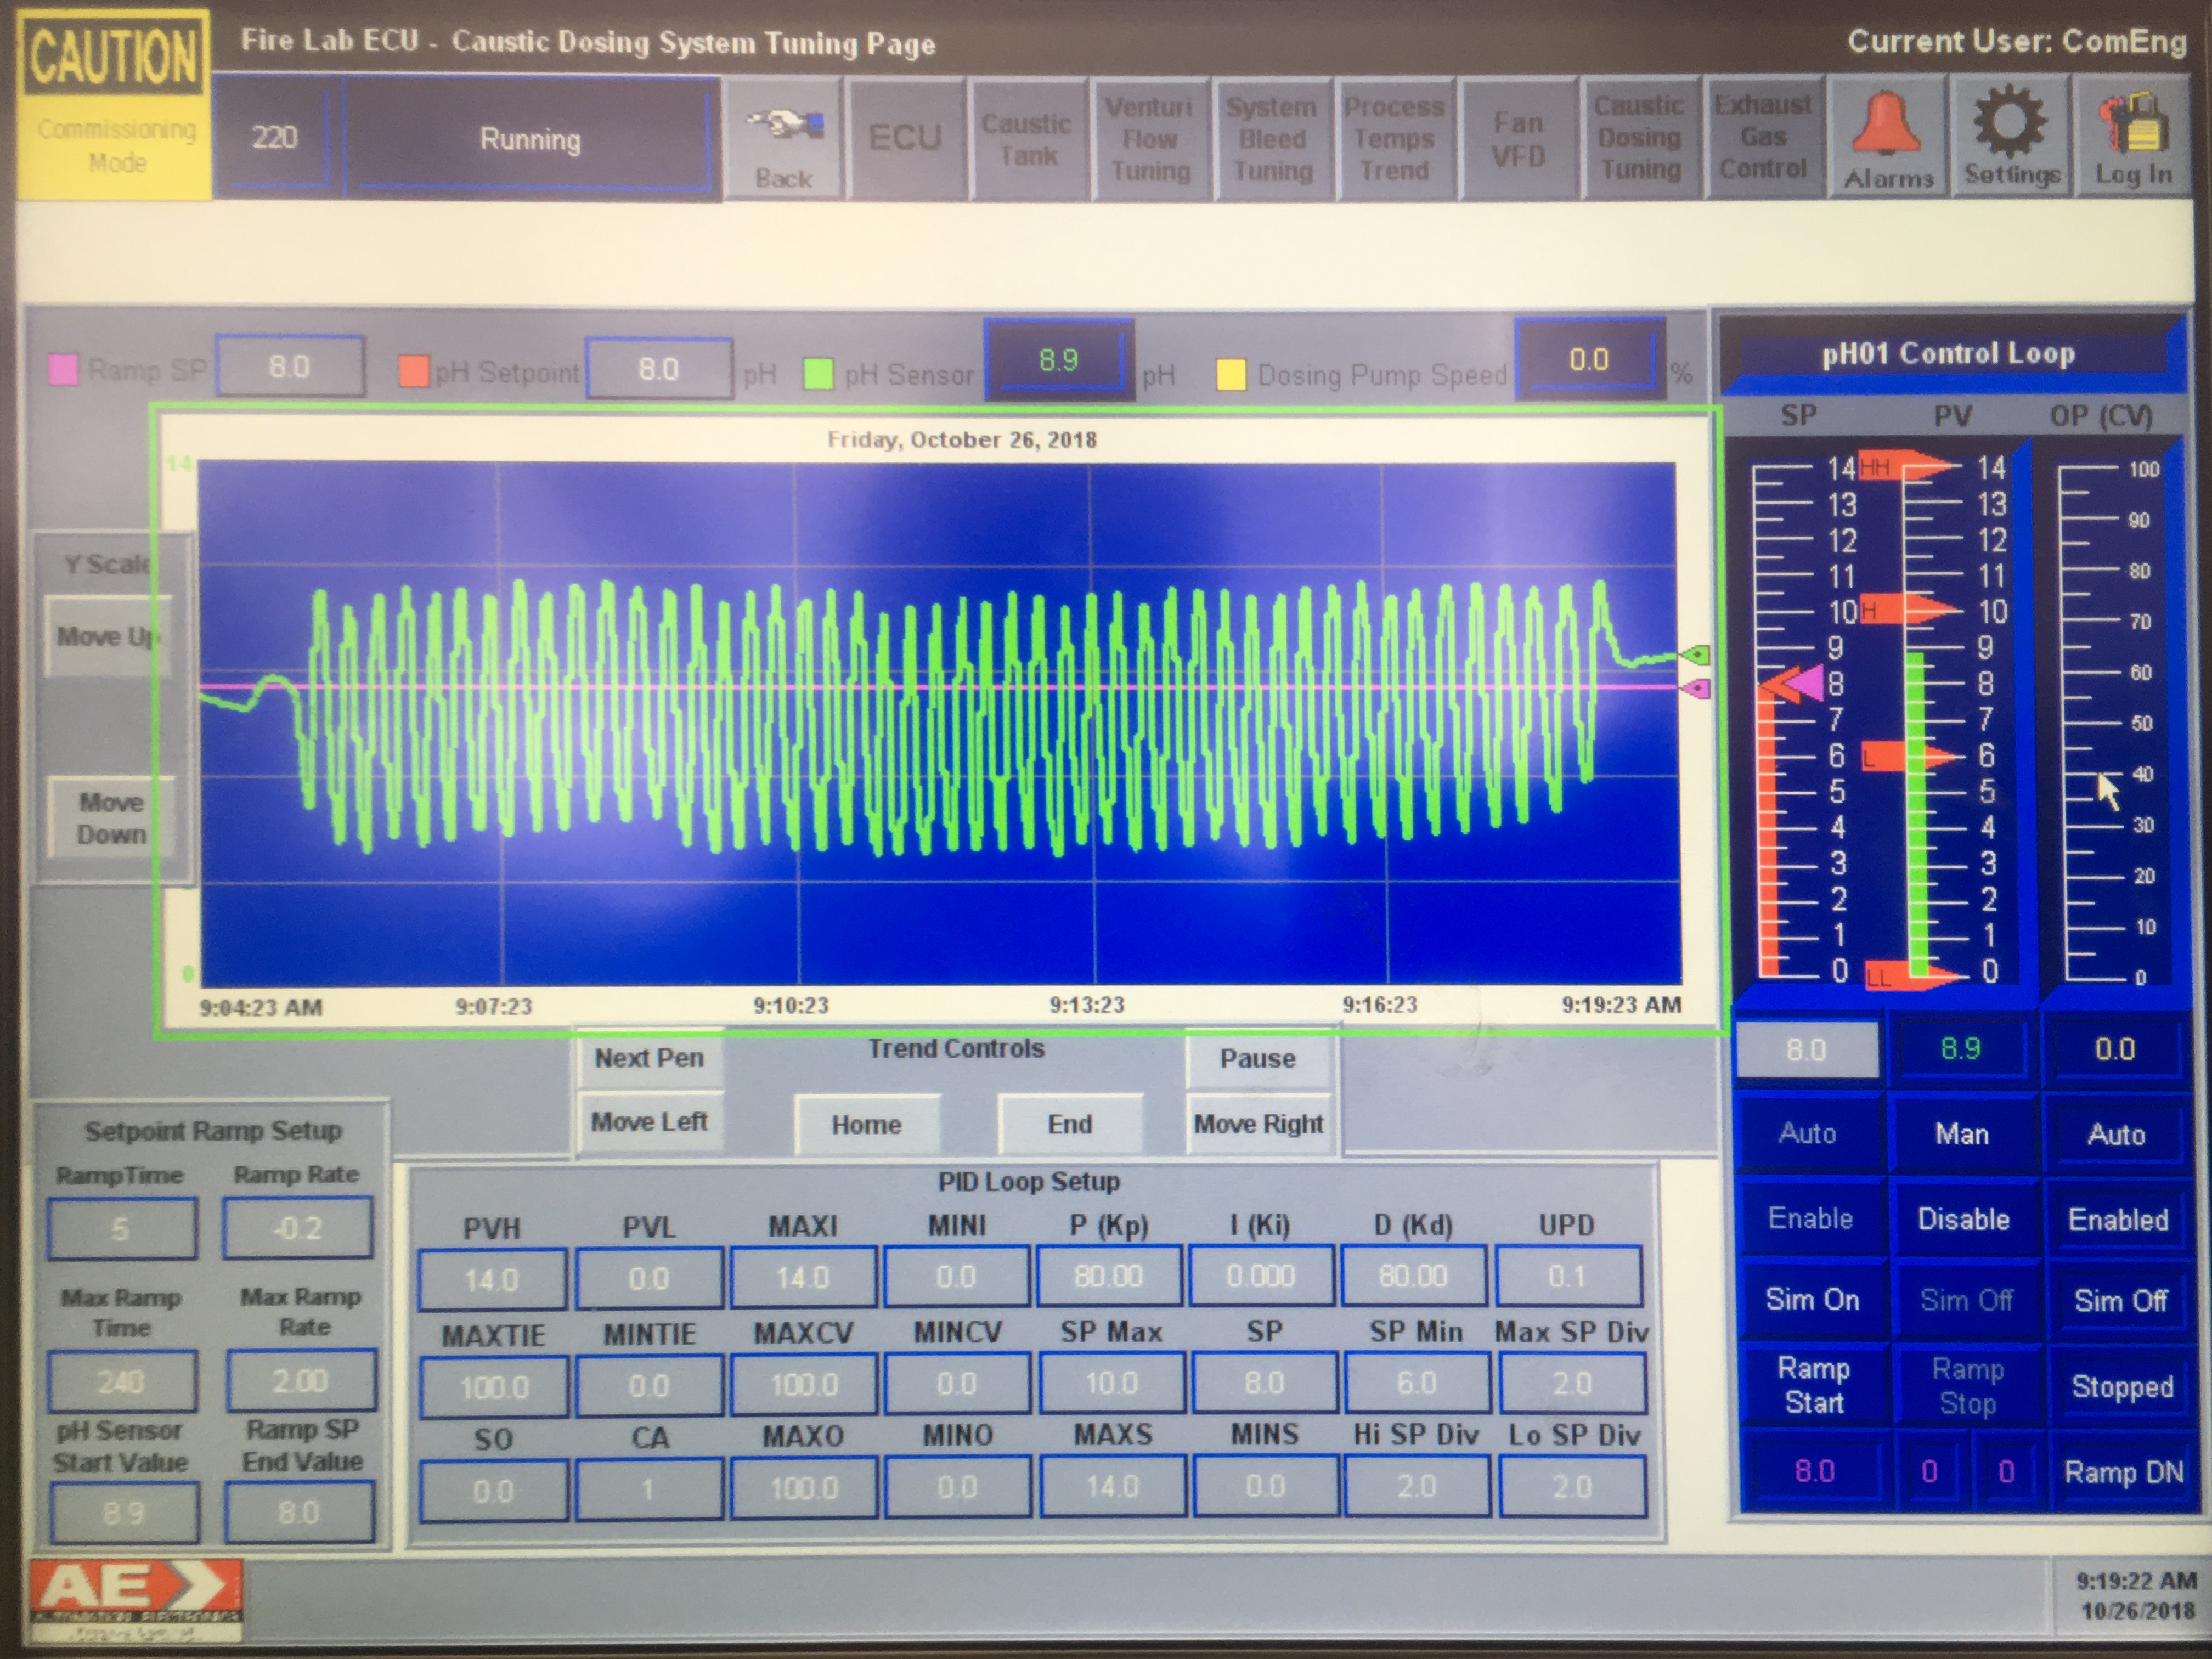 CAUTION
Commissioning
Mode
Fire Lab ECU - Caustic Dosing System Tuning Page
Current User: ComEng
220
Running
Back
ECU
Caustic
Tank
Venturi
Flow
Tuning
System
Bleed
Tuning
Process
Temps
Trend
Fan
VFD
Caustic
Dosing
Tuning
Exhaust
Gas
Control
Alarms
Settings
Log In
Ramp SP
8.0
pH Setpoint
8.0
pH
pH Sensor
8.9
pH
Dosing Pump Speed
0.0
%
Friday, October 26, 2018
14
0
9:04:23 AM
9:07:23
9:10:23
9:13:23
9:16:23
9:19:23 AM
Y Scale
Move Up
Move
Down
Next Pen
Trend Controls
Pause
Move Left
Home
End
Move Right
Setpoint Ramp Setup
RampTime
Ramp Rate
5
-0.2
Max Ramp
Time
Max Ramp
Rate
240
2.00
pH Sensor
Start Value
Ramp SP
End Value
8.9
8.0
PID Loop Setup
PVH PVL MAXI MINI P (Kp) I (Ki) D (Kd) UPD
14.0 0.0 14.0 0.0 80.00 0.000 80.00 0.1
MAXTIE MINTIE MAXCV MINCV SP Max SP SP Min Max SP Div
100.0 0.0 100.0 0.0 10.0 8.0 6.0 2.0
SO CA MAXO MINO MAXS MINS Hi SP Div Lo SP Div
0.0 1 100.0 0.0 14.0 0.0 2.0 2.0
pH01 Control Loop
SP PV OP (CV)
14 HH 14 100
13 13 90
12 12 80
11 11
10 H 10 70
9 9 60
8 8
7 7 50
6 L 6
5 5 40
4 4 30
3 3
2 2 20
1 1 10
0 LL 0 0
8.0 8.9 0.0
Auto Man Auto
Enable Disable Enabled
Sim On Sim Off Sim Off
Ramp
Start
Ramp
Stop
Stopped
8.0 0 0 Ramp DN
AE
AUTOMATION ELECTRONICS
9:19:22 AM
10/26/2018